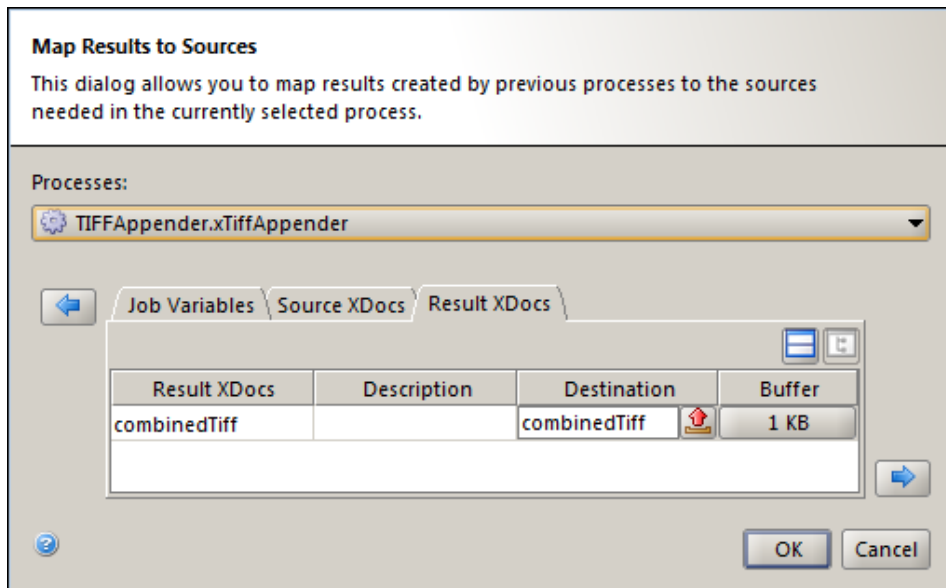 Map Results to Sources
This dialog allows you to map results created by previous processes to the sources
needed in the currently selected process.
Processes:
TIFFAppender.xTiffAppender
Job Variables Source XDocs Result XDocs
Result XDocs Description Destination Buffer
combinedTiff combinedTiff 1 KB
OK Cancel